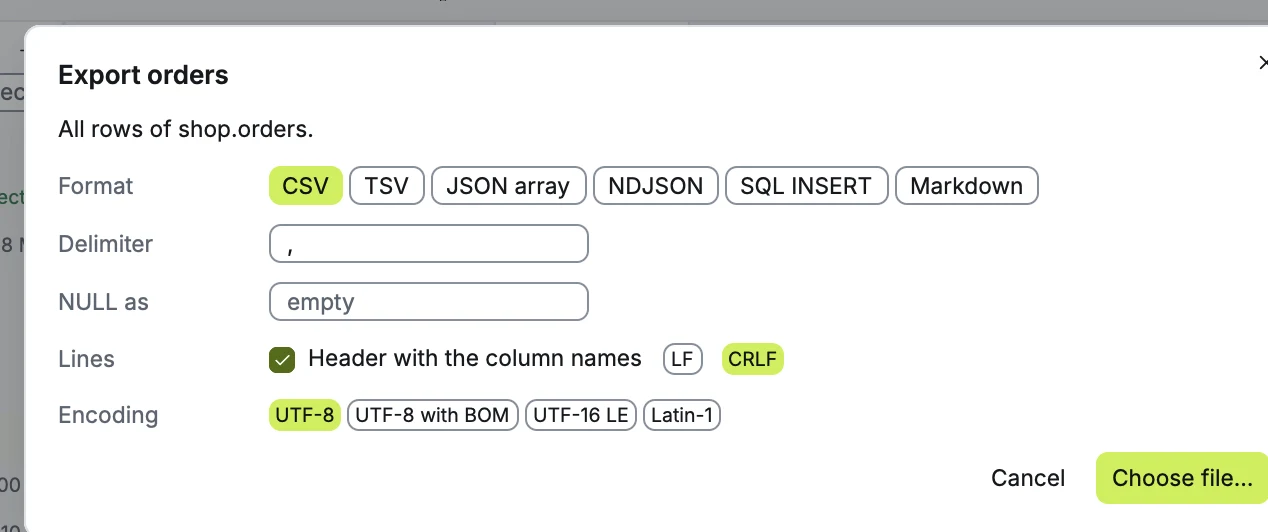 Export orders
All rows of shop.orders.
Format CSV TSV JSON array NDJSON SQL INSERT Markdown
Delimiter ,
NULL as empty
Lines Header with the column names LF CRLF
Encoding UTF-8 UTF-8 with BOM UTF-16 LE Latin-1
Cancel Choose file...